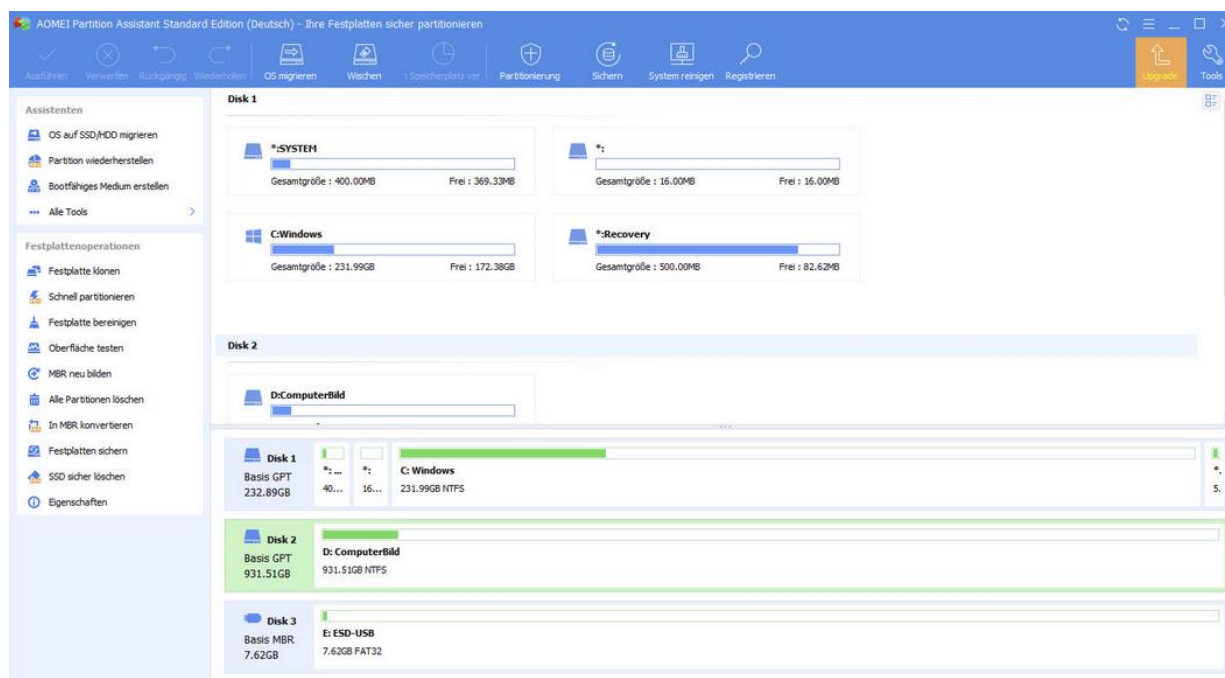 AOMEI Partition Assistant Standard Edition (Deutsch) - Ihre Festplatten sicher partitionieren
Ausführen Verwerfen Rückgängig Wiederholen OS migrieren Wischen Speicherplatz ver Partitionierung Sichern System reinigen Registrieren Upgrade Tools
Assistenten
OS auf SSD/HDD migrieren
Partition wiederherstellen
Bootfähiges Medium erstellen
Alle Tools
Festplattenoperationen
Festplatte klonen
Schnell partitionieren
Festplatte bereinigen
Oberfläche testen
MBR neu bilden
Alle Partitionen löschen
In MBR konvertieren
Festplatten sichern
SSD sicher löschen
Eigenschaften
Disk 1
*:SYSTEM
Gesamtgröße : 400.00MB Frei : 369.33MB
*:
Gesamtgröße : 16.00MB Frei : 16.00MB
C:Windows
Gesamtgröße : 231.99GB Frei : 172.38GB
*:Recovery
Gesamtgröße : 500.00MB Frei : 82.62MB
Disk 2
D:ComputerBild
Disk 1
Basis GPT
232.89GB
*: ...
40...
*:
16...
C: Windows
231.99GB NTFS
*.
5.
Disk 2
Basis GPT
931.51GB
D: ComputerBild
931.51GB NTFS
Disk 3
Basis MBR
7.62GB
E: ESD-USB
7.62GB FAT32